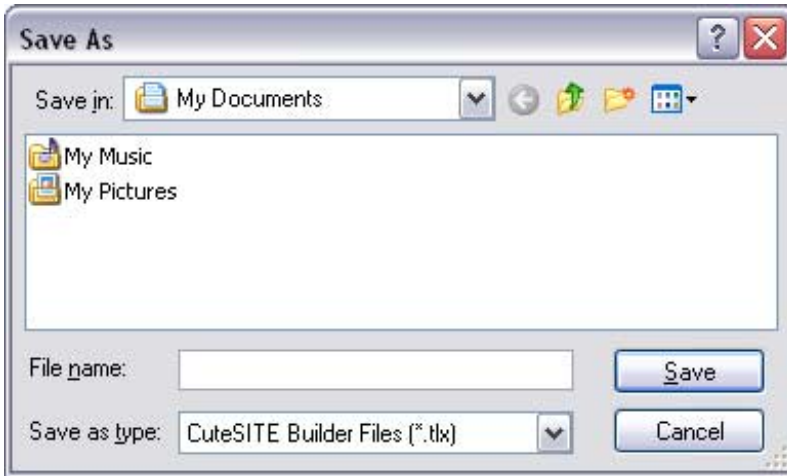 Save As
Save in: My Documents
My Music
My Pictures
File name:
Save
Save as type: CuteSITE Builder Files (*.tlx)
Cancel